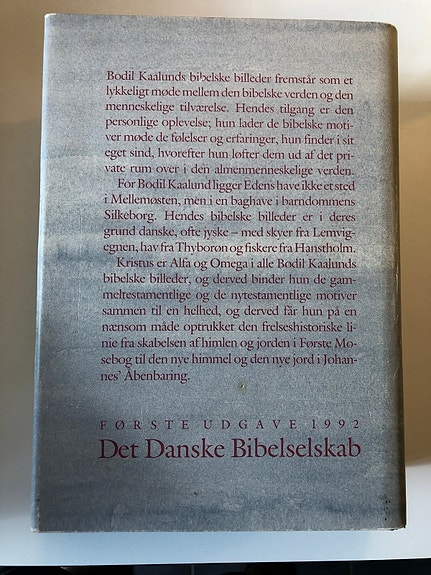 Bodil Kaalunds bibelske billeder fremstår som et
lykkeligt møde mellem den bibelske verden og den
menneskelige tilværelse. Hendes tilgang er den
personlige oplevelse; hun lader de bibelske moti-
ver møde de følelser og erfaringer, hun finder i sit
eget sind, hvorefter hun løfter dem ud af det pri-
vate rum over i den almenmenneskelige verden.
For Bodil Kaalund ligger Edens have ikke et sted
i Mellemøsten, men i en baghave i barndommens
Silkeborg. Hendes bibelske billeder er i deres
grund danske, ofte jyske – med skyer fra Lemvig-
egnen, hav fra Thyborøn og fiskere fra Hanstholm.
Kristus er Alfa og Omega i alle Bodil Kaalunds
bibelske billeder, og derved binder hun de gam-
meltestamentlige og de nytestamentlige motiver
sammen til en helhed, og derved får hun på en
nænsom måde optrukket den frelseshistoriske li-
nie fra skabelsen af himlen og jorden i Første Mo-
sebog til den nye himmel og den nye jord i Johan-
nes' Åbenbaring.
FØRSTE UDGAVE 1992
Det Danske Bibelselskab